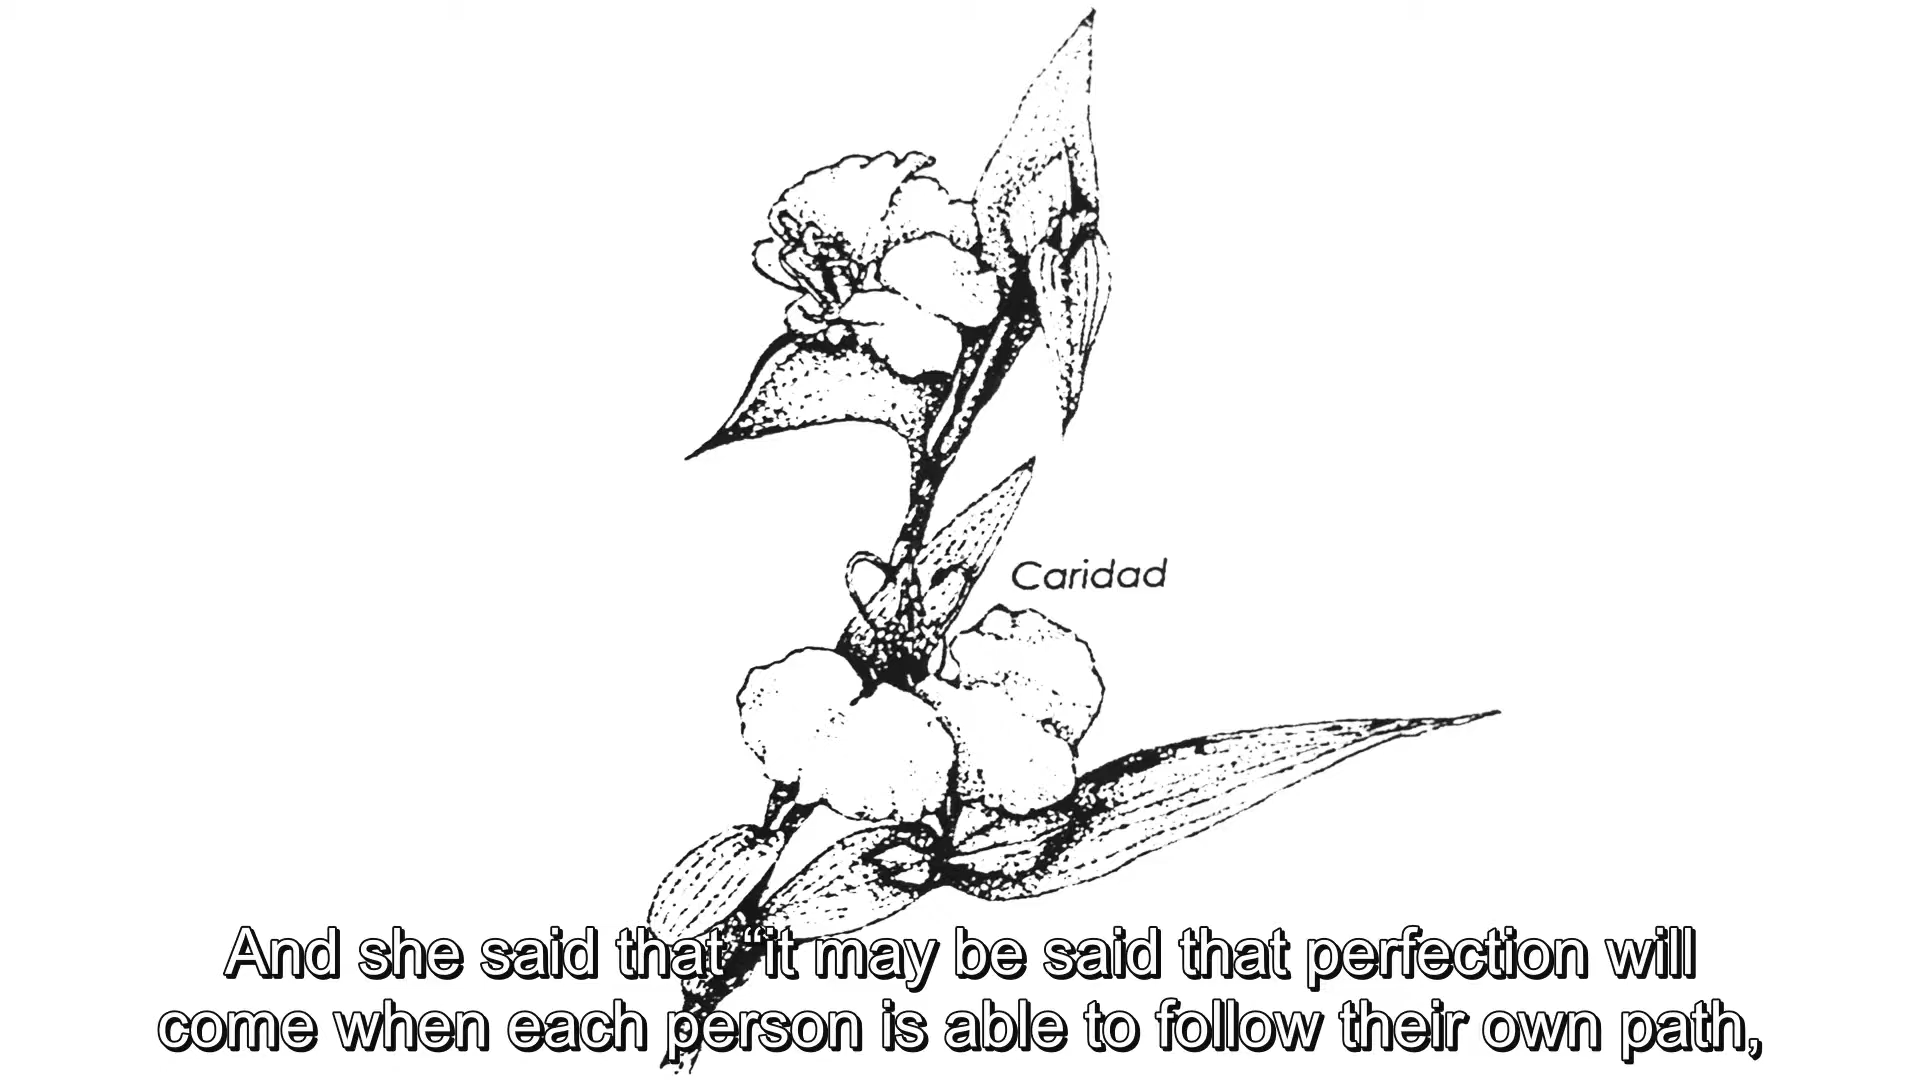 Caridad
And she said that “it may be said that perfection will
come when each person is able to follow their own path,